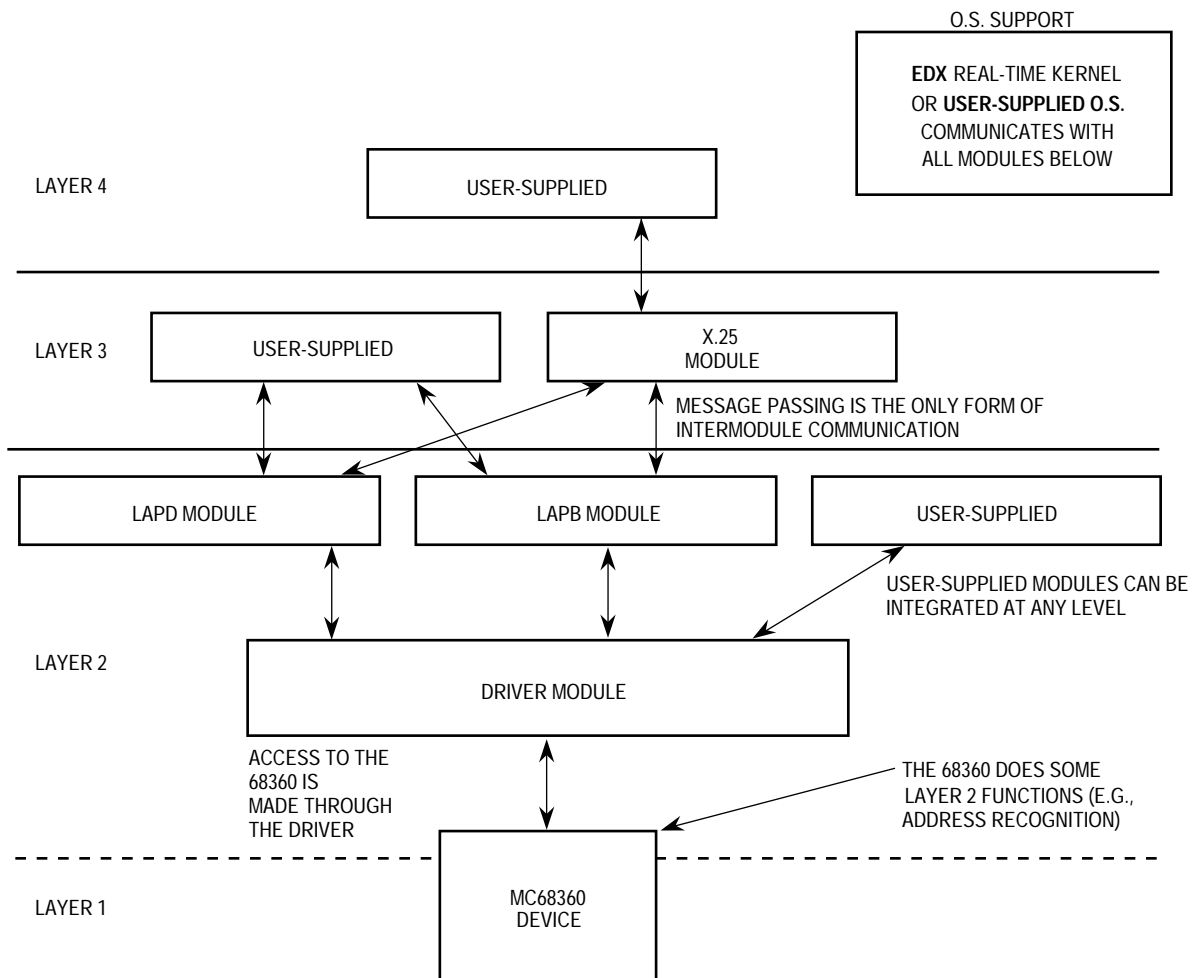 O.S. SUPPORT
EDX REAL-TIME KERNEL
OR USER-SUPPLIED O.S.
COMMUNICATES WITH
ALL MODULES BELOW
LAYER 4
USER-SUPPLIED
LAYER 3
USER-SUPPLIED
X.25
MODULE
MESSAGE PASSING IS THE ONLY FORM OF
INTERMODULE COMMUNICATION
LAPD MODULE
LAPB MODULE
USER-SUPPLIED
USER-SUPPLIED MODULES CAN BE
INTEGRATED AT ANY LEVEL
LAYER 2
DRIVER MODULE
ACCESS TO THE
68360 IS
MADE THROUGH
THE DRIVER
THE 68360 DOES SOME
LAYER 2 FUNCTIONS (E.G.,
ADDRESS RECOGNITION)
LAYER 1
MC68360
DEVICE